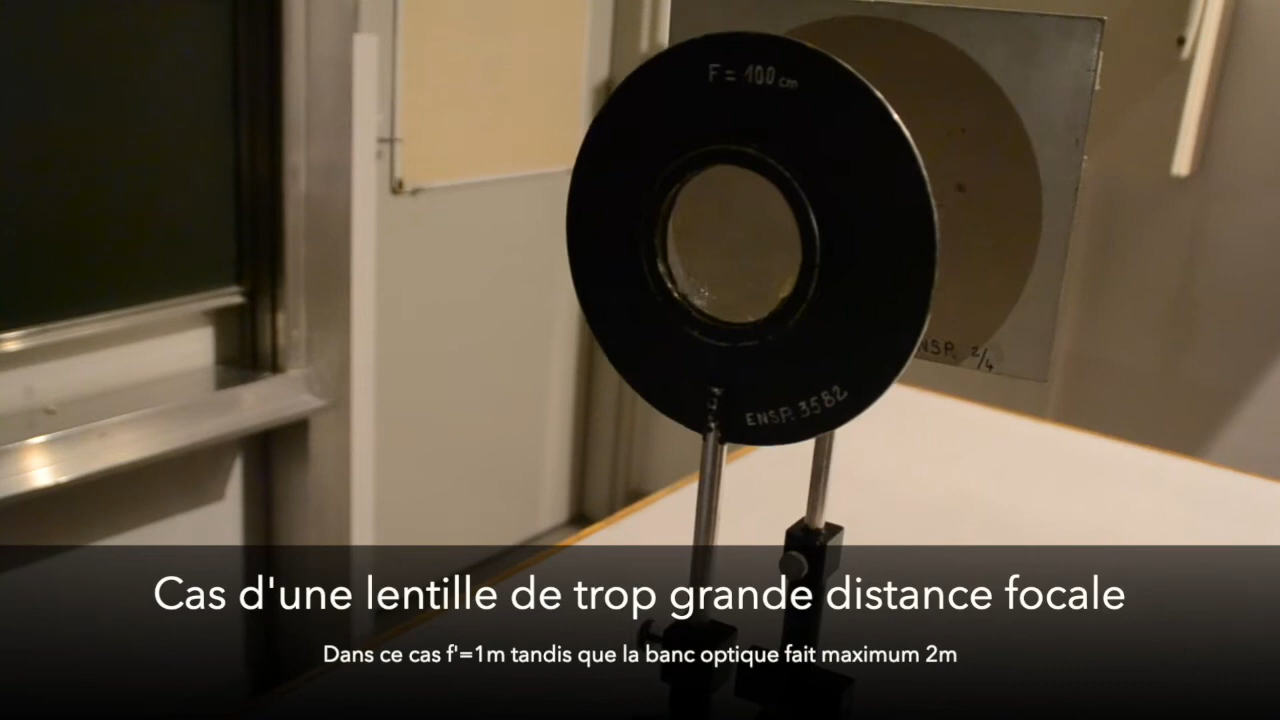 F = 100 cm
NSP. 2/4
ENSP. 3582
Cas d'une lentille de trop grande distance focale
Dans ce cas f'=1m tandis que la banc optique fait maximum 2m